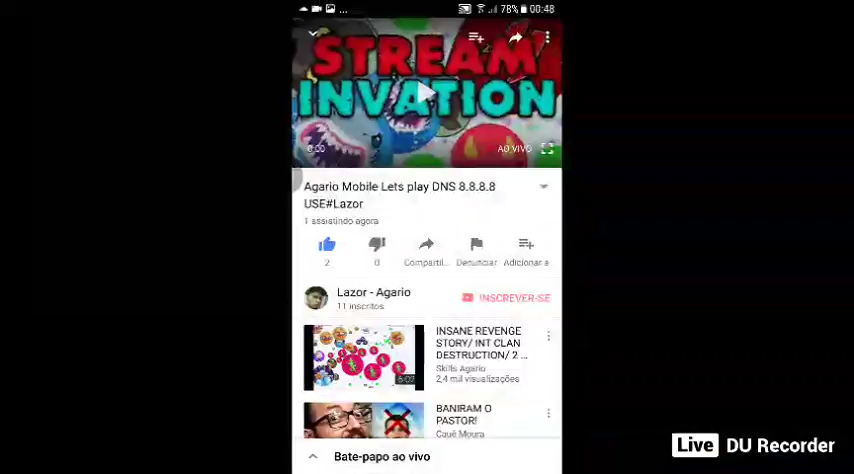 ... 78% 00:48
STREAM
INVATION
0:00 AO VIVO
Agario Mobile Lets play DNS 8.8.8.8
USE#Lazor
1 assistindo agora
2 0 Compartil... Denunciar Adicionar a
Lazor - Agario
11 inscritos
INSCREVER-SE
INSANE REVENGE
STORY/ INT CLAN
DESTRUCTION/ 2 ...
Skills Agario
2,4 mil visualizações
6:07
BANIRAM O
PASTOR!
Cauê Moura
Bate-papo ao vivo
Live DU Recorder